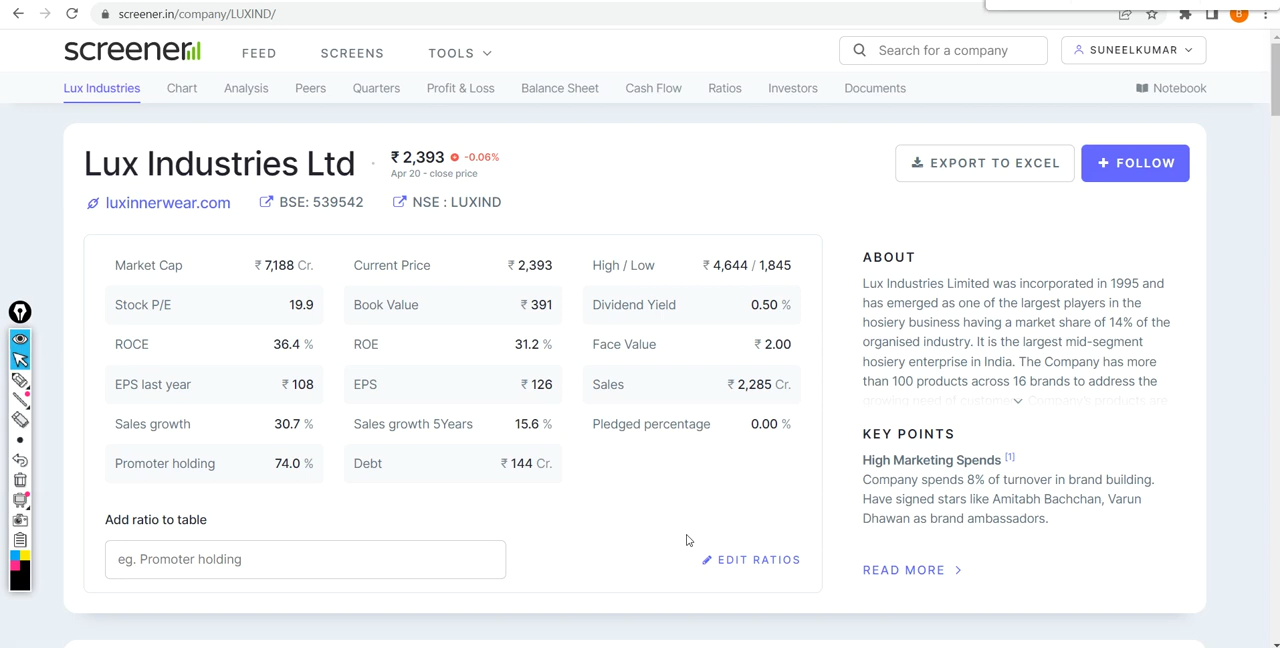 screener.in/company/LUXIND/
B
screener
FEED SCREENS TOOLS
Search for a company
SUNEELKUMAR
Lux Industries Chart Analysis Peers Quarters Profit & Loss Balance Sheet Cash Flow Ratios Investors Documents Notebook
Lux Industries Ltd
₹ 2,393 -0.06%
Apr 20 - close price
EXPORT TO EXCEL
+ FOLLOW
luxinnerwear.com BSE: 539542 NSE : LUXIND
Market Cap ₹ 7,188 Cr. Current Price ₹ 2,393 High / Low ₹ 4,644 / 1,845
Stock P/E 19.9 Book Value ₹ 391 Dividend Yield 0.50 %
ROCE 36.4 % ROE 31.2 % Face Value ₹ 2.00
EPS last year ₹ 108 EPS ₹ 126 Sales ₹ 2,285 Cr.
Sales growth 30.7 % Sales growth 5Years 15.6 % Pledged percentage 0.00 %
Promoter holding 74.0 % Debt ₹ 144 Cr.
Add ratio to table
eg. Promoter holding
EDIT RATIOS
ABOUT
Lux Industries Limited was incorporated in 1995 and
has emerged as one of the largest players in the
hosiery business having a market share of 14% of the
organised industry. It is the largest mid-segment
hosiery enterprise in India. The Company has more
than 100 products across 16 brands to address the
growing need of custome Company's products are
KEY POINTS
High Marketing Spends [1]
Company spends 8% of turnover in brand building.
Have signed stars like Amitabh Bachchan, Varun
Dhawan as brand ambassadors.
READ MORE